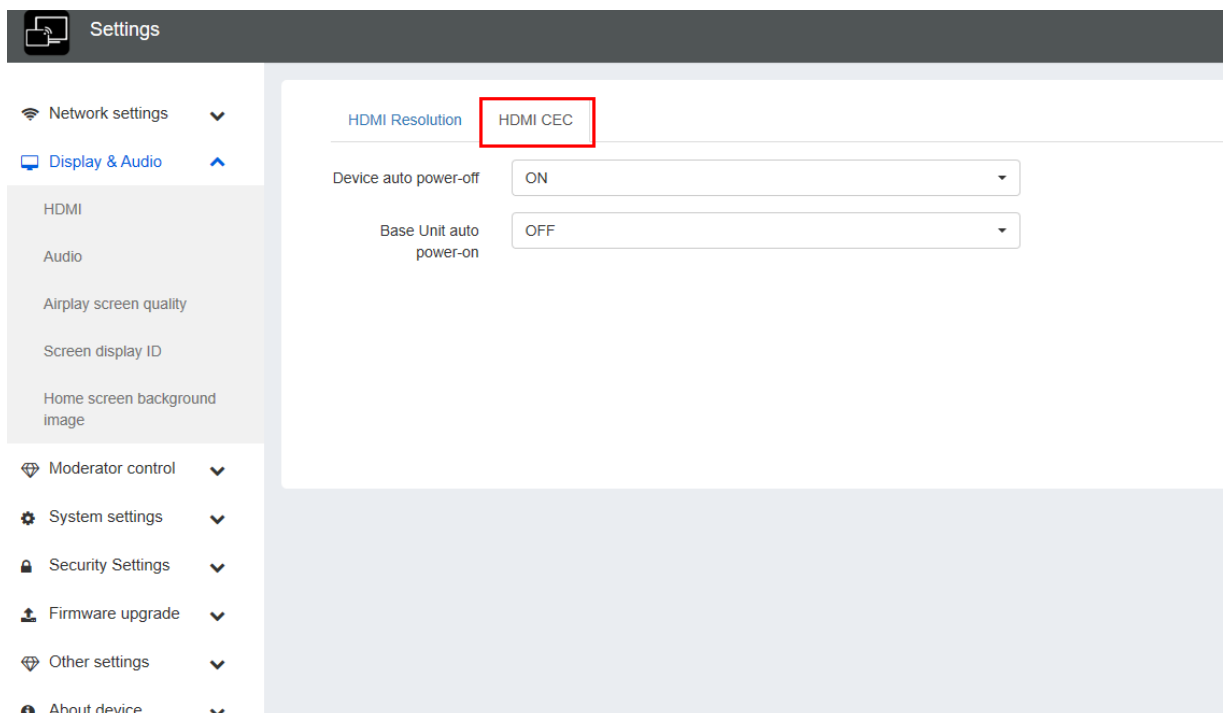 Settings
Network settings
Display & Audio
HDMI
Audio
Airplay screen quality
Screen display ID
Home screen background
image
Moderator control
System settings
Security Settings
Firmware upgrade
Other settings
About device
HDMI Resolution
HDMI CEC
Device auto power-off
ON
Base Unit auto
power-on
OFF